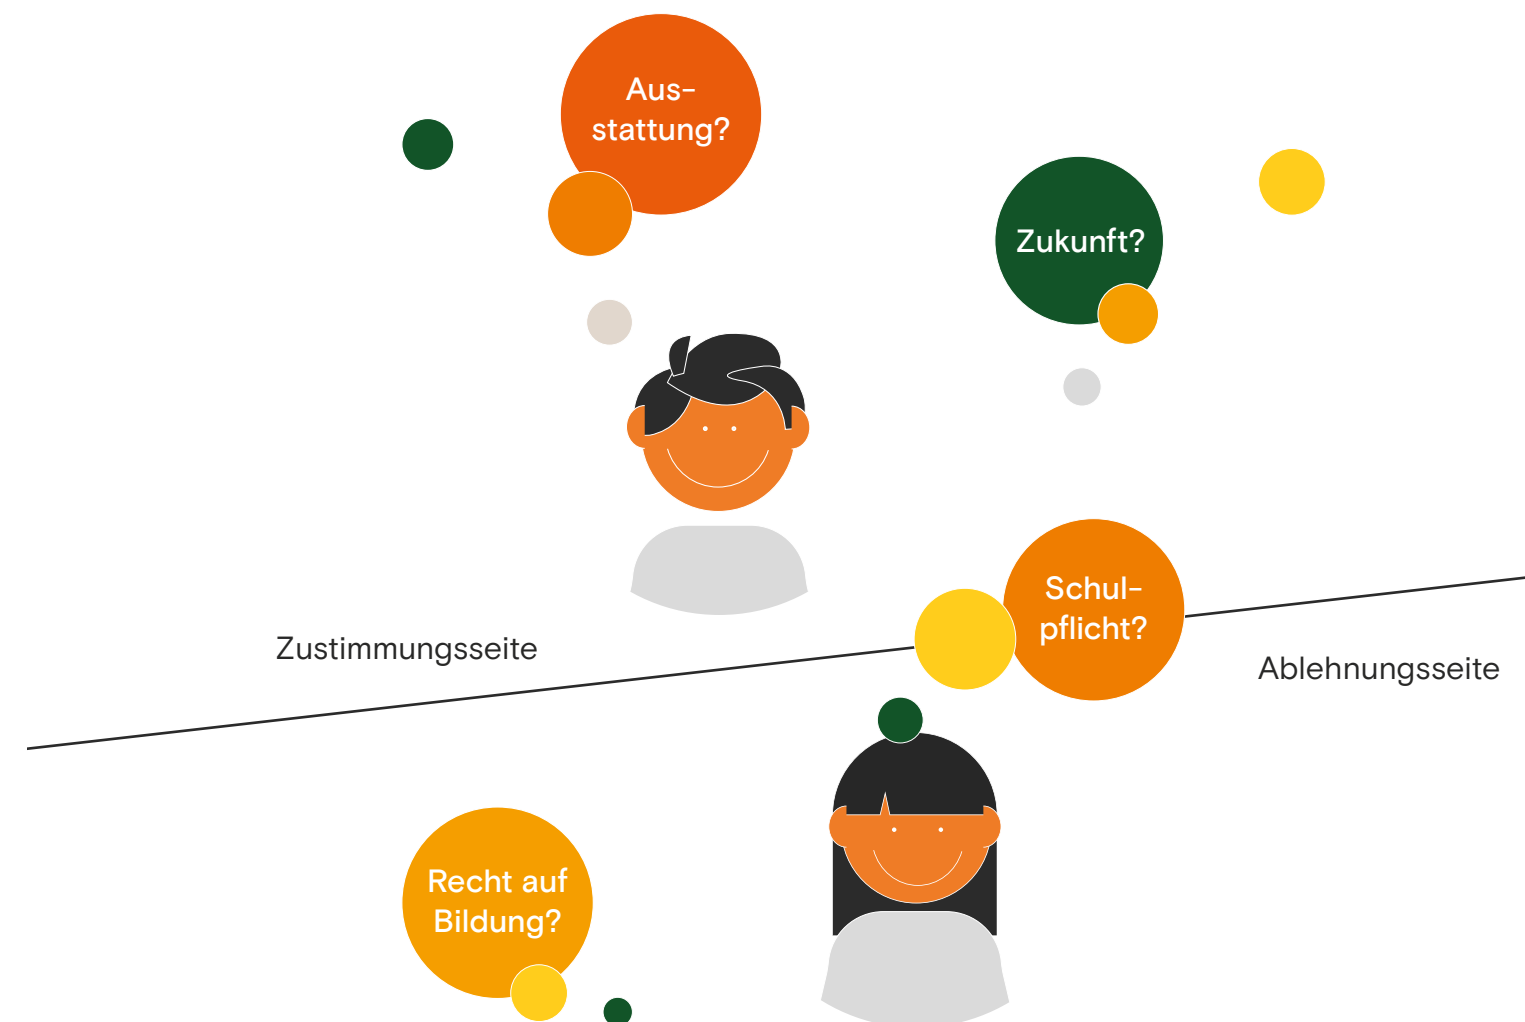 Aus-
stattung?
Zukunft?
Schul-
pflicht?
Zustimmungsseite
Ablehnungsseite
Recht auf
Bildung?